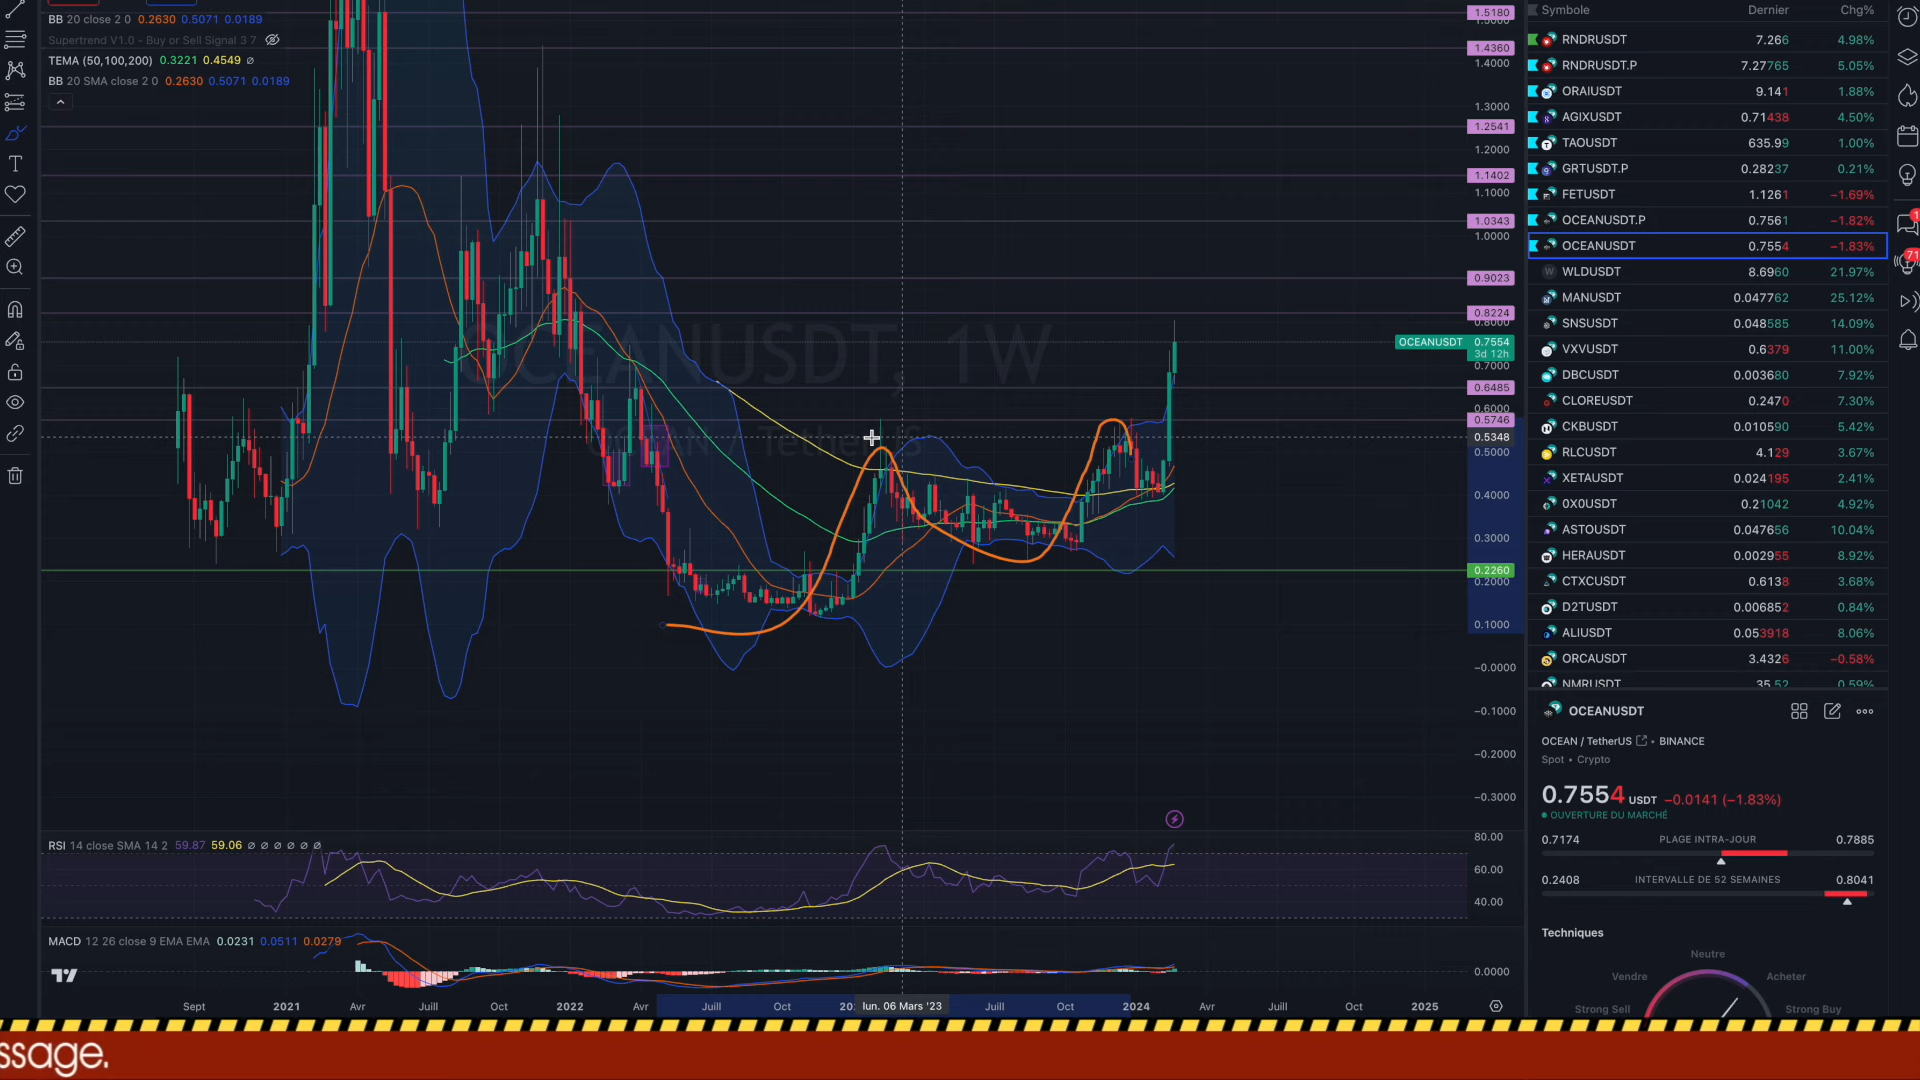 BB 20 close 2 0 0.2630 0.5071 0.0189
Supertrend V1.0 - Buy or Sell Signal 3 7
TEMA (50,100,200) 0.3221 0.4549 ∅
BB 20 SMA close 2 0 0.2630 0.5071 0.0189
OCEANUSDT, 1W
OCEAN / TetherUS
1.5180
1.5000
1.4360
1.4000
1.3000
1.2541
1.2000
1.1402
1.1000
1.0343
1.0000
0.9023
0.8224
0.8000
OCEANUSDT 0.7554
3d 12h
0.7000
0.6485
0.6000
0.5746
0.5348
0.5000
0.4000
0.3000
0.2260
0.2000
0.1000
−0.0000
−0.1000
−0.2000
−0.3000
RSI 14 close SMA 14 2 59.87 59.06 ∅ ∅ ∅ ∅ ∅ ∅
80.00
60.00
40.00
MACD 12 26 close 9 EMA EMA 0.0231 0.0511 0.0279
0.0000
Sept 2021 Avr Juill Oct 2022 Avr Juill Oct 20 lun. 06 Mars '23 Juill Oct 2024 Avr Juill Oct 2025
Symbole Dernier Chg%
RNDRUSDT 7.266 4.98%
RNDRUSDT.P 7.27765 5.05%
ORAIUSDT 9.141 1.88%
AGIXUSDT 0.71438 4.50%
TAOUSDT 635.99 1.00%
GRTUSDT.P 0.28237 0.21%
FETUSDT 1.1261 −1.69%
OCEANUSDT.P 0.7561 −1.82%
OCEANUSDT 0.7554 −1.83%
W WLDUSDT 8.6960 21.97%
MANUSDT 0.047762 25.12%
SNSUSDT 0.048585 14.09%
VXVUSDT 0.6379 11.00%
DBCUSDT 0.003680 7.92%
CLOREUSDT 0.2470 7.30%
CKBUSDT 0.010590 5.42%
RLCUSDT 4.129 3.67%
XETAUSDT 0.024195 2.41%
0X0USDT 0.21042 4.92%
ASTOUSDT 0.047656 10.04%
HERAUSDT 0.002955 8.92%
CTXCUSDT 0.6138 3.68%
D2TUSDT 0.006852 0.84%
ALIUSDT 0.053918 8.06%
ORCAUSDT 3.4326 −0.58%
NMRUSDT 35.52 0.59%
OCEANUSDT
OCEAN / TetherUS • BINANCE
Spot • Crypto
0.7554 USDT −0.0141 (−1.83%)
OUVERTURE DU MARCHÉ
0.7174 PLAGE INTRA-JOUR 0.7885
0.2408 INTERVALLE DE 52 SEMAINES 0.8041
Techniques
Neutre
Vendre Acheter
Strong Sell Strong Buy
1
71
ssage.